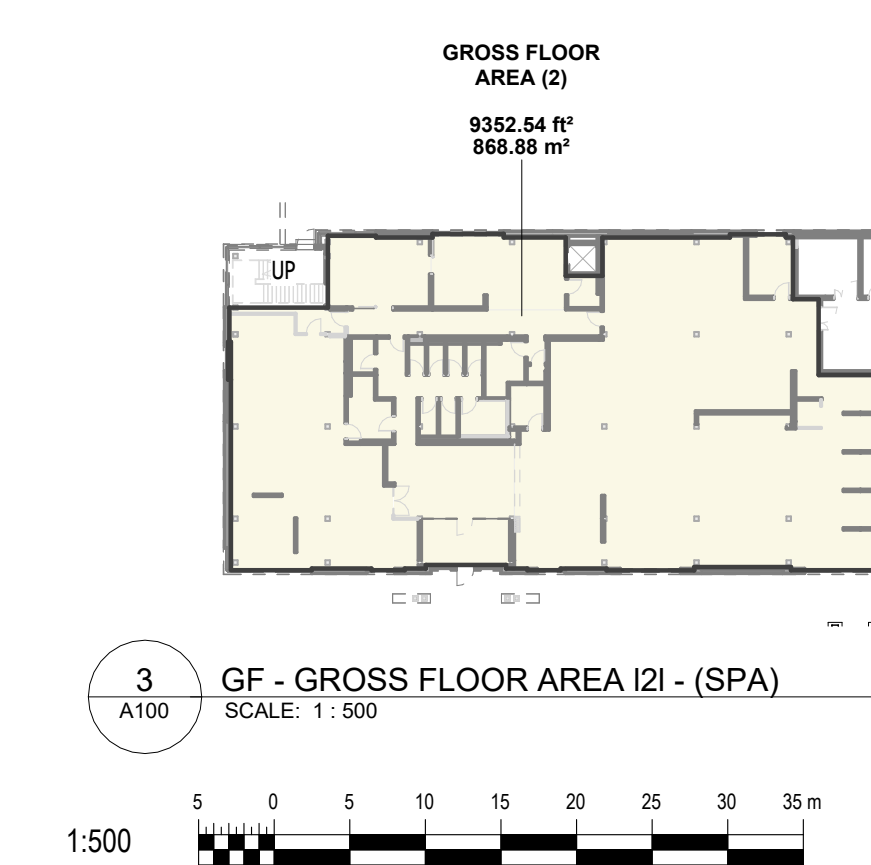 GROSS FLOOR
AREA (2)
9352.54 ft²
868.88 m²
UP
3
A100
GF - GROSS FLOOR AREA I2I - (SPA)
SCALE: 1 : 500
1:500
5 0 5 10 15 20 25 30 35 m